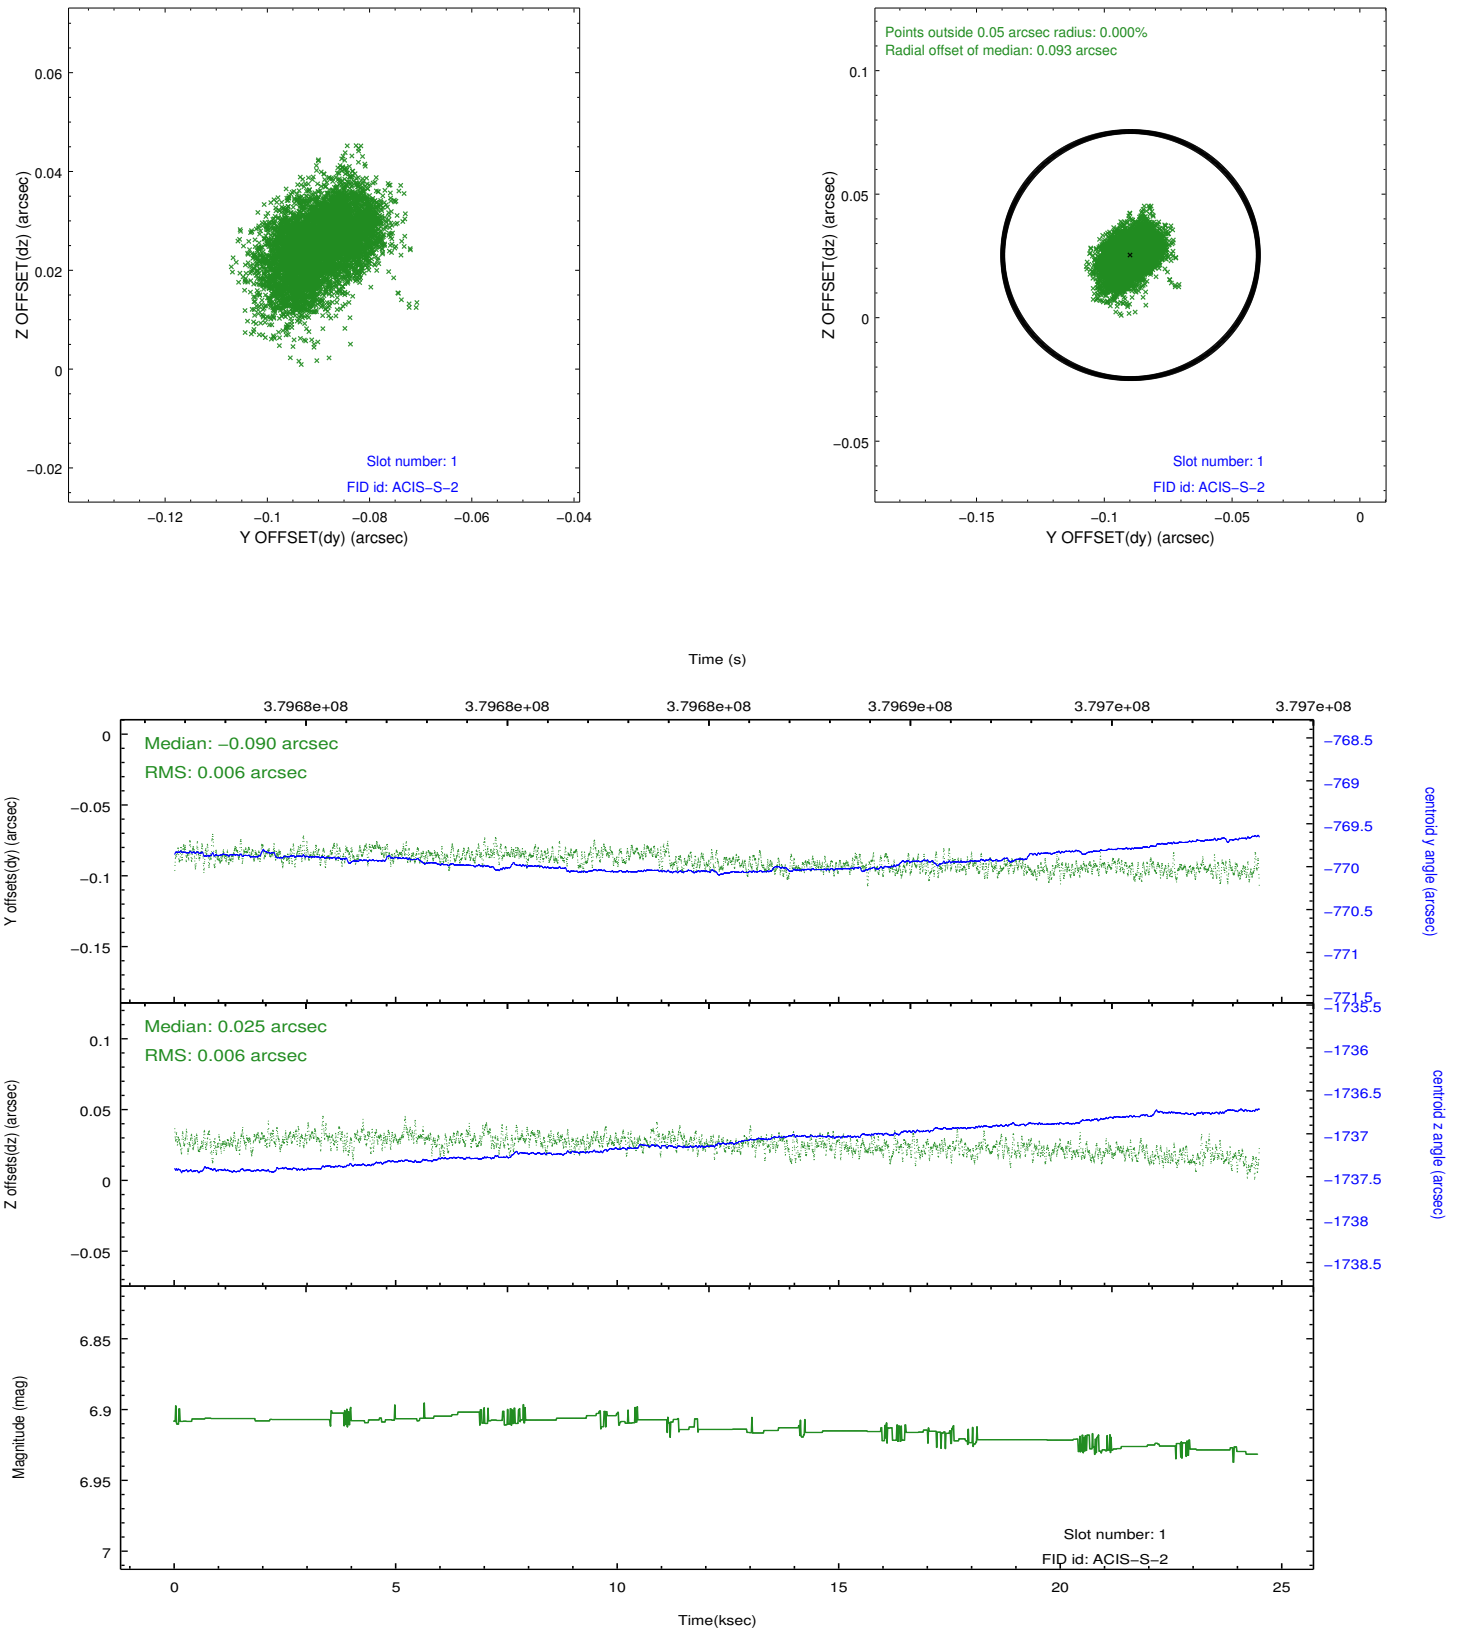 0.06
0.04
0.02
0
−0.02
Z OFFSET(dz) (arcsec)
Slot number: 1
FID id: ACIS−S−2
−0.12
−0.1
−0.08
−0.06
−0.04
Y OFFSET(dy) (arcsec)
Points outside 0.05 arcsec radius: 0.000%
Radial offset of median: 0.093 arcsec
0.1
0.05
0
−0.05
Z OFFSET(dz) (arcsec)
Slot number: 1
FID id: ACIS−S−2
−0.15
−0.1
−0.05
0
Y OFFSET(dy) (arcsec)
Time (s)
3.7968e+08
3.7968e+08
3.7968e+08
3.7969e+08
3.797e+08
3.797e+08
Median: −0.090 arcsec
RMS: 0.006 arcsec
0
−0.05
−0.1
−0.15
Y offsets(dy) (arcsec)
−768.5
−769
−769.5
−770
−770.5
−771
−771.5
centroid y angle (arcsec)
Median: 0.025 arcsec
RMS: 0.006 arcsec
0.1
0.05
0
−0.05
Z offsets(dz) (arcsec)
−1735.5
−1736
−1736.5
−1737
−1737.5
−1738
−1738.5
centroid z angle (arcsec)
6.85
6.9
6.95
7
Magnitude (mag)
Slot number: 1
FID id: ACIS−S−2
0
5
10
15
20
25
Time(ksec)